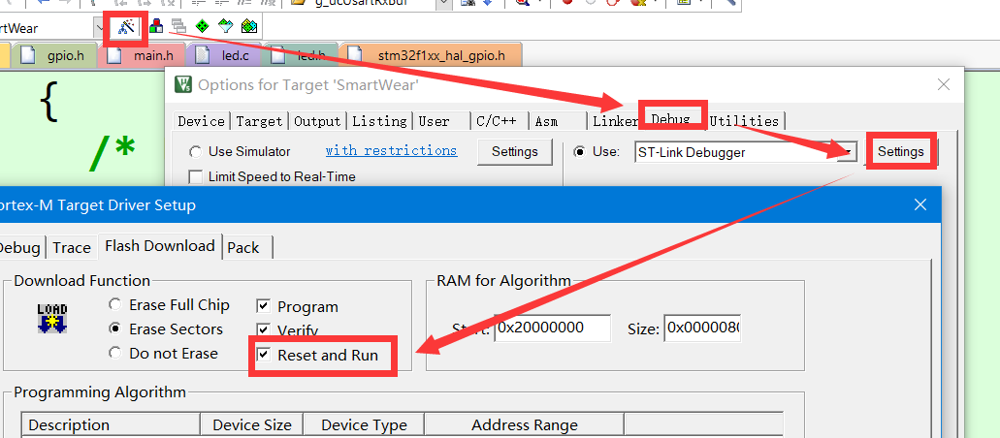 g_ucUsartRxBuf
rtWear
gpio.h main.h led.c led.h stm32f1xx_hal_gpio.h
{
/*
Options for Target 'SmartWear'
Device Target Output Listing User C/C++ Asm Linker Debug Utilities
Use Simulator with restrictions Settings Use: ST-Link Debugger Settings
Limit Speed to Real-Time
ortex-M Target Driver Setup
Debug Trace Flash Download Pack
Download Function RAM for Algorithm
LOAD
Erase Full Chip Program
Erase Sectors Verify Start: 0x20000000 Size: 0x0000080
Do not Erase Reset and Run
Programming Algorithm
Description Device Size Device Type Address Range